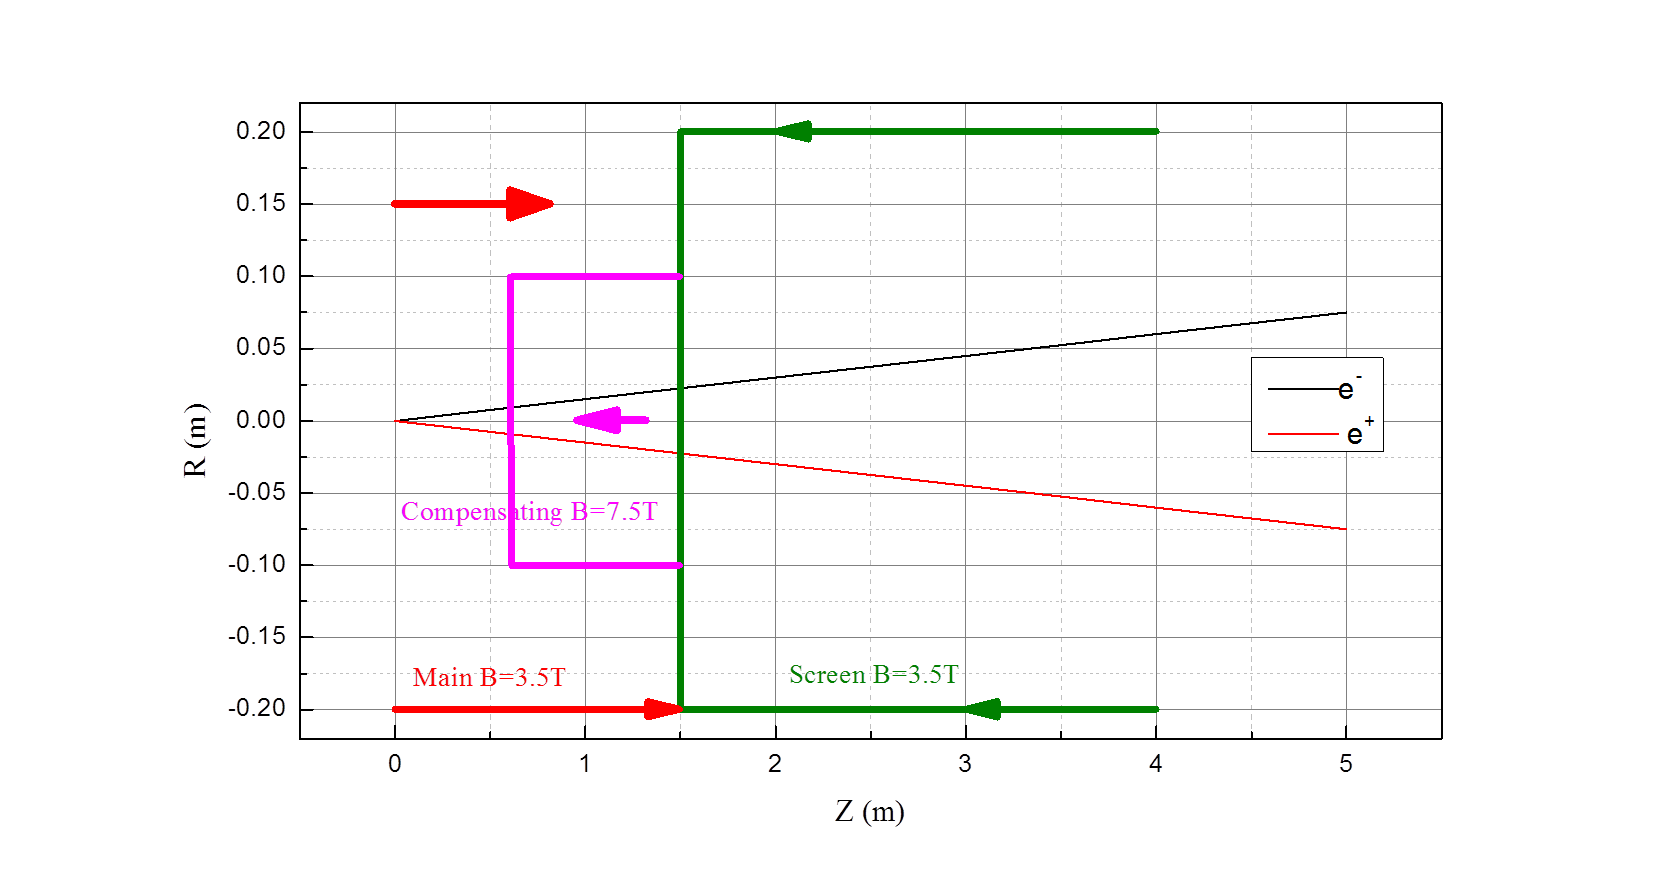 0.20
0.15
0.10
0.05
0.00
-0.05
-0.10
-0.15
-0.20
R (m)
e-
e+
Compensating B=7.5T
Main B=3.5T
Screen B=3.5T
0 1 2 3 4 5
Z (m)